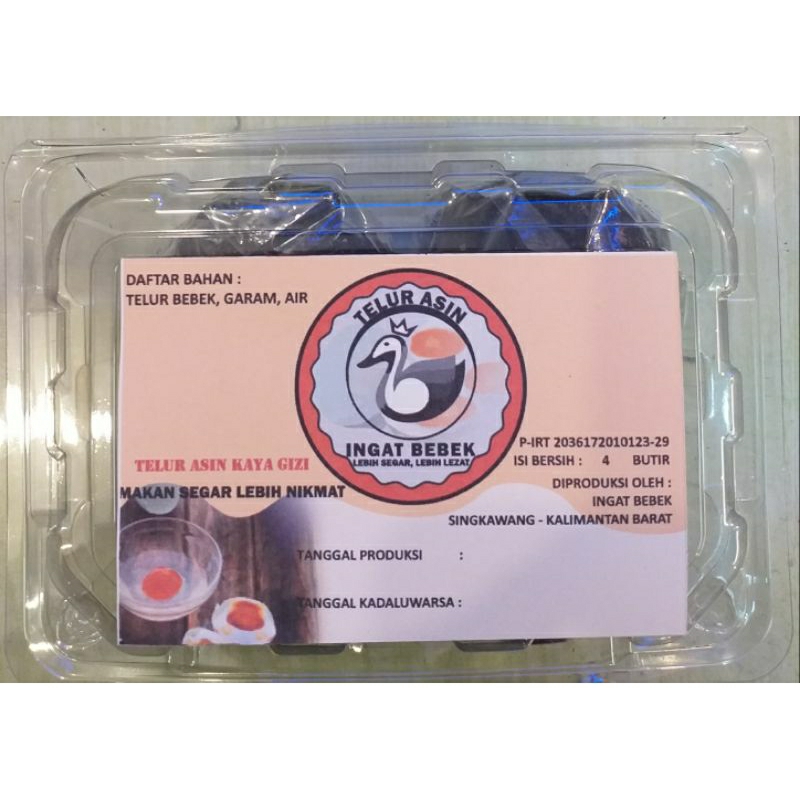 DAFTAR BAHAN :
TELUR BEBEK, GARAM, AIR
TELUR ASIN
INGAT BEBEK
LEBIH SEGAR, LEBIH LEZAT
TELUR ASIN KAYA GIZI
MAKAN SEGAR LEBIH NIKMAT
P-IRT 2036172010123-29
ISI BERSIH : 4 BUTIR
DIPRODUKSI OLEH :
INGAT BEBEK
SINGKAWANG - KALIMANTAN BARAT
TANGGAL PRODUKSI :
TANGGAL KADALUWARSA :